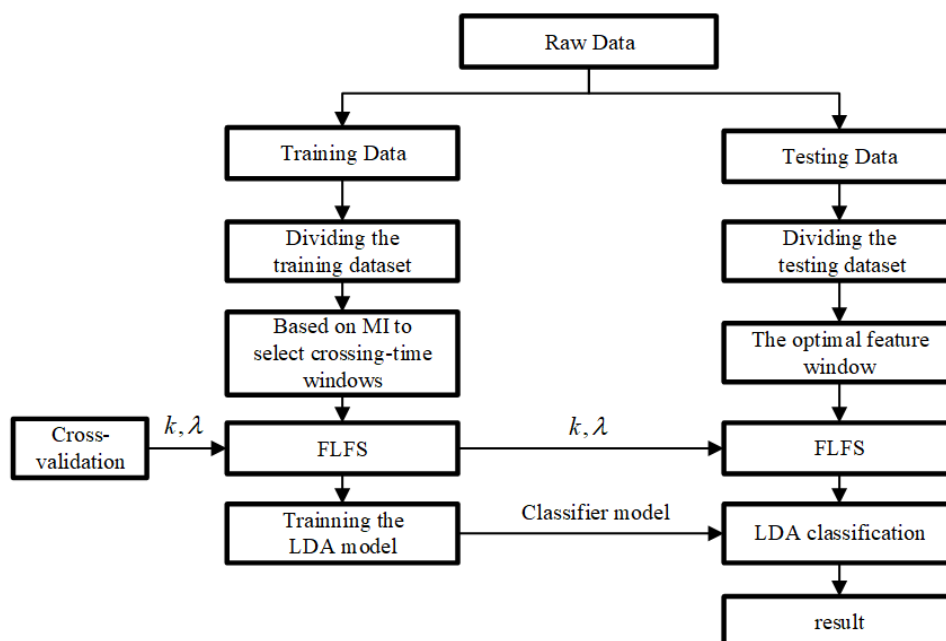 Raw Data
Training Data
Testing Data
Dividing the
training dataset
Dividing the
testing dataset
Based on MI to
select crossing-time
windows
The optimal feature
window
Cross-
validation
k, λ
FLFS
k, λ
FLFS
Trainning the
LDA model
Classifier model
LDA classification
result